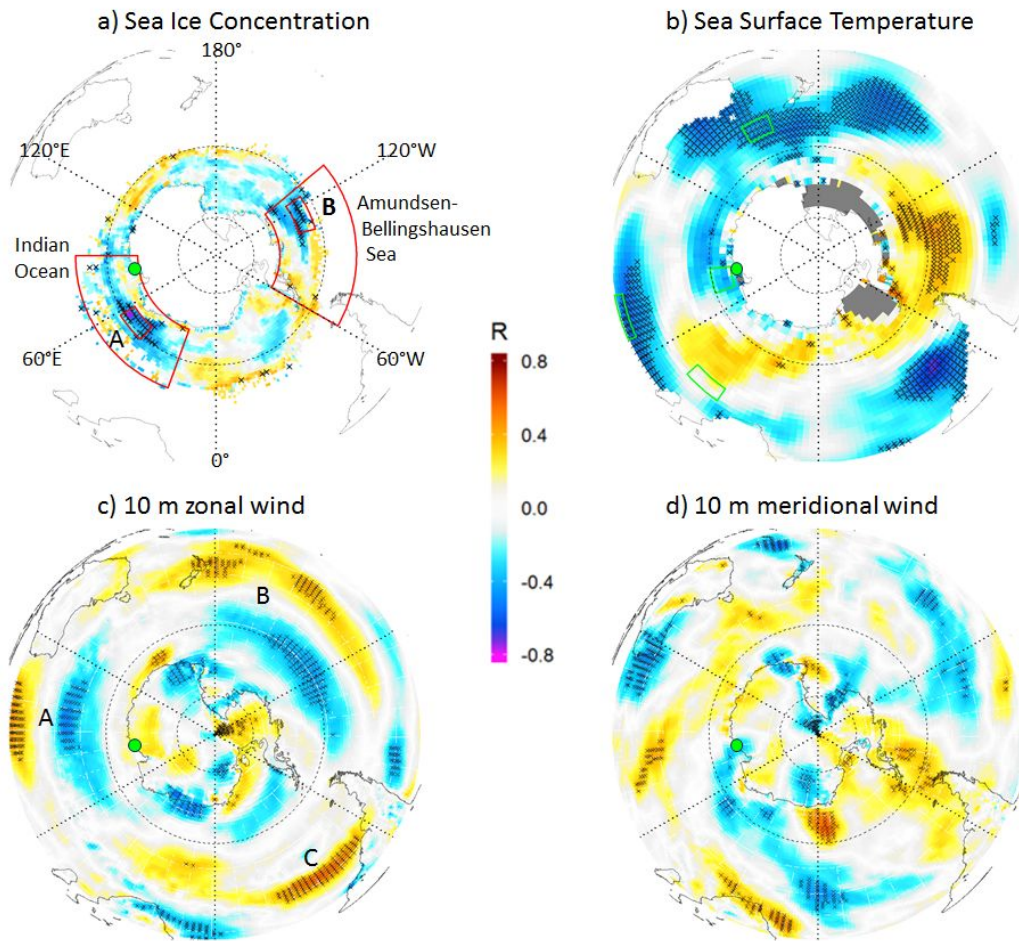 a) Sea Ice Concentration
b) Sea Surface Temperature
180°
120°E
120°W
B
Amundsen-
Bellingshausen
Sea
Indian
Ocean
A
60°E
60°W
0°
R
0.8
0.4
0.0
-0.4
-0.8
c) 10 m zonal wind
d) 10 m meridional wind
B
A
C